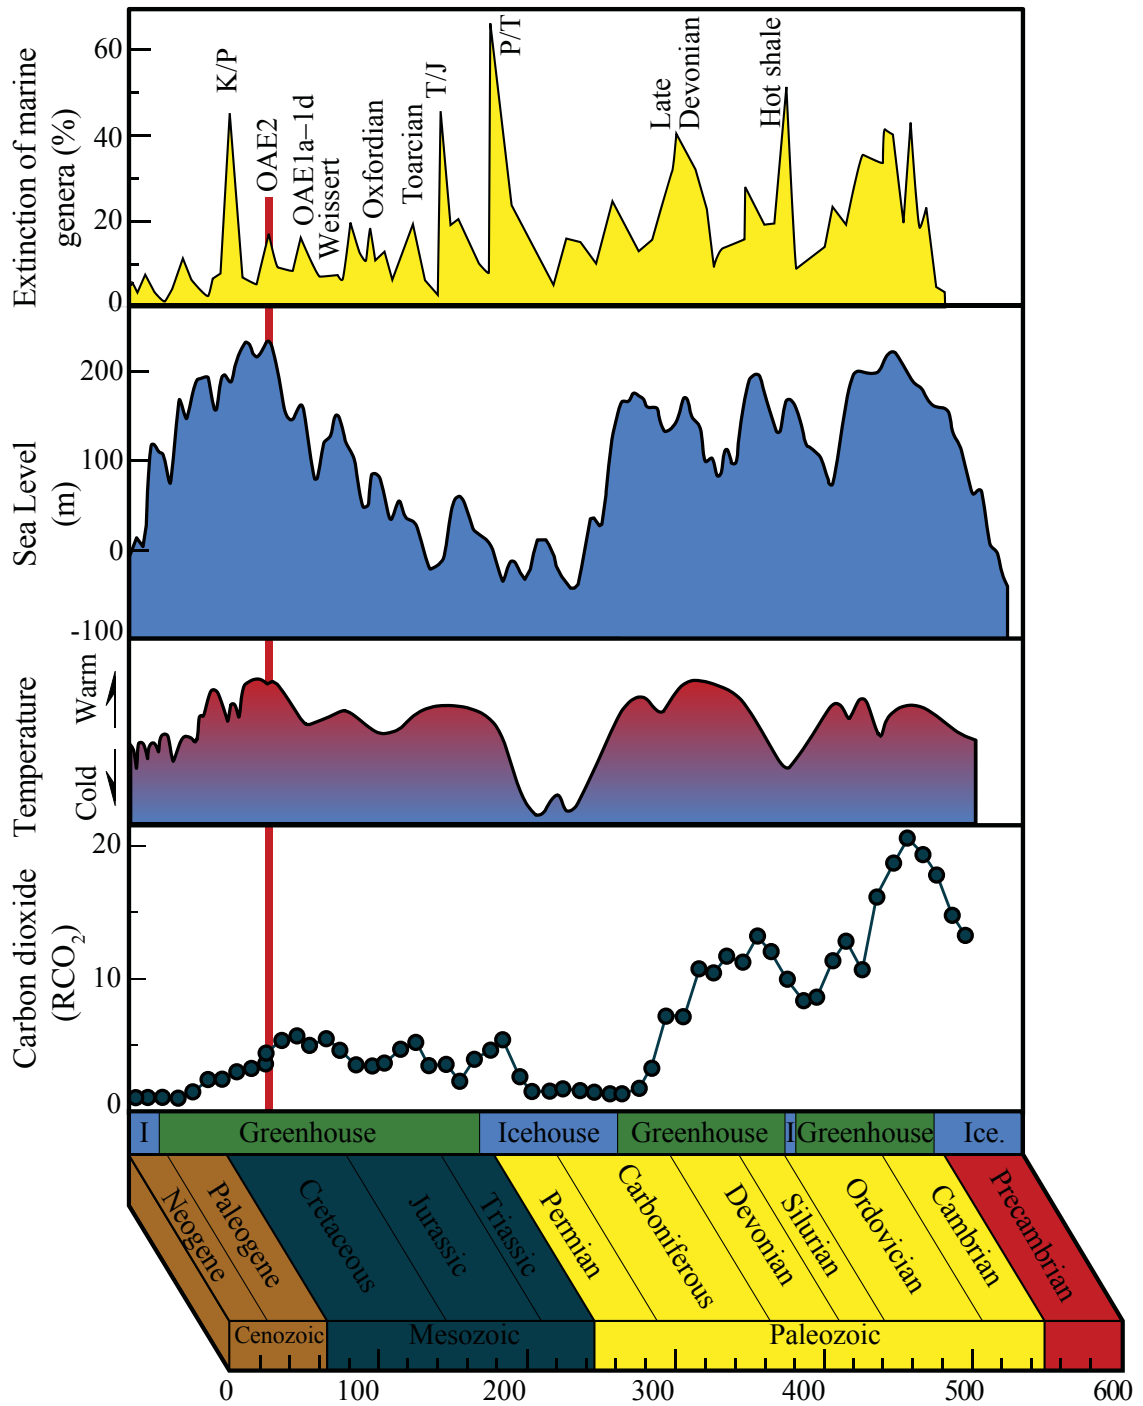 Extinction of marine
genera (%)
60
40
20
0
K/P
OAE2
OAE1a–1d
Weissert
Oxfordian
Toarcian
T/J
P/T
Late
Devonian
Hot shale
Sea Level
(m)
200
100
0
-100
Temperature
Warm
Cold
Carbon dioxide
(RCO₂)
20
10
0
I
Greenhouse
Icehouse
Greenhouse
I
Greenhouse
Ice.
Neogene
Paleogene
Cretaceous
Jurassic
Triassic
Permian
Carboniferous
Devonian
Silurian
Ordovician
Cambrian
Precambrian
Cenozoic
Mesozoic
Paleozoic
0 100 200 300 400 500 600